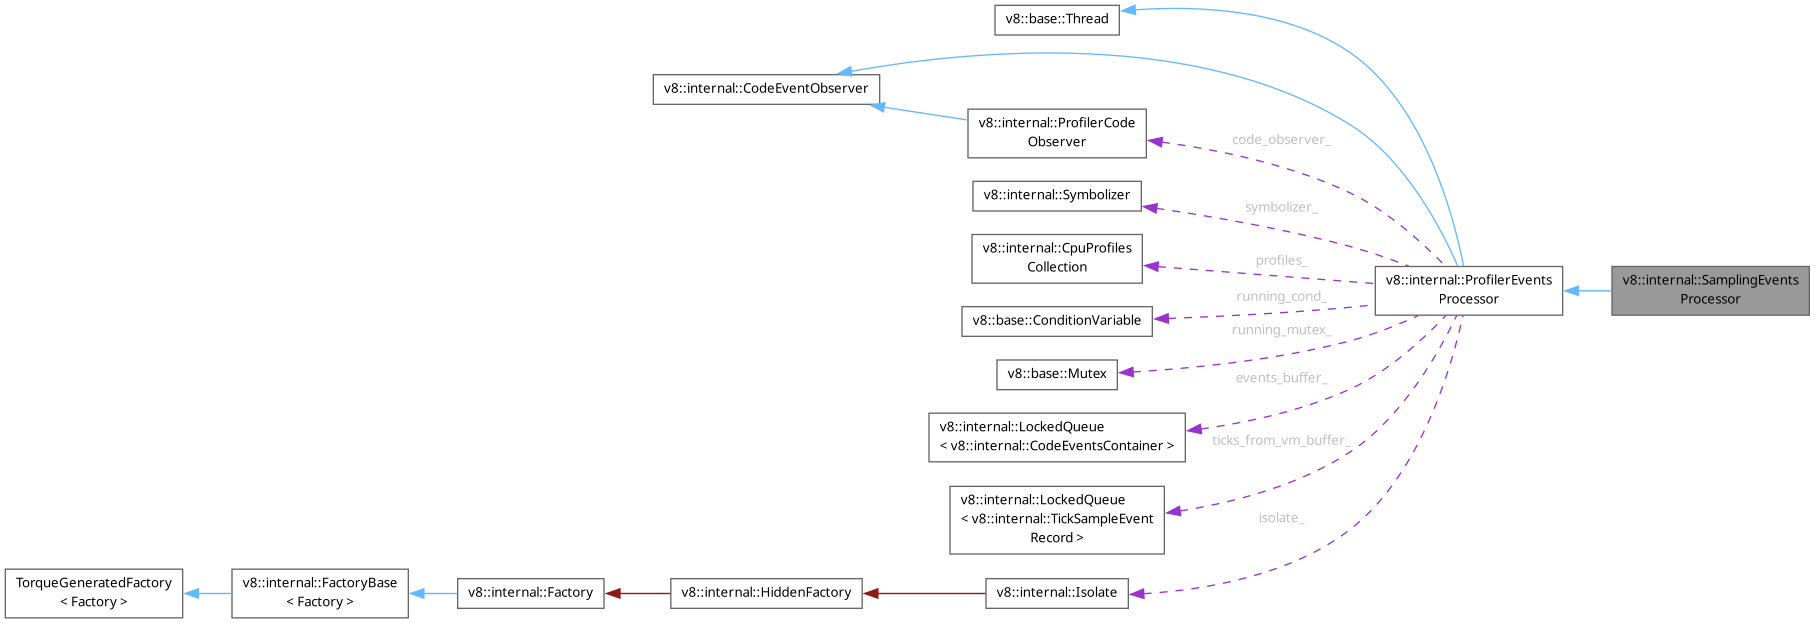 v8::base::Thread
v8::internal::CodeEventObserver
v8::internal::ProfilerCode
Observer
code_observer_
v8::internal::Symbolizer
symbolizer_
v8::internal::CpuProfiles
Collection
profiles_
v8::internal::ProfilerEvents
Processor
v8::internal::SamplingEvents
Processor
running_cond_
v8::base::ConditionVariable
running_mutex_
v8::base::Mutex
events_buffer_
v8::internal::LockedQueue
< v8::internal::CodeEventsContainer >
ticks_from_vm_buffer_
v8::internal::LockedQueue
< v8::internal::TickSampleEvent
Record >
isolate_
TorqueGeneratedFactory
< Factory >
v8::internal::FactoryBase
< Factory >
v8::internal::Factory
v8::internal::HiddenFactory
v8::internal::Isolate